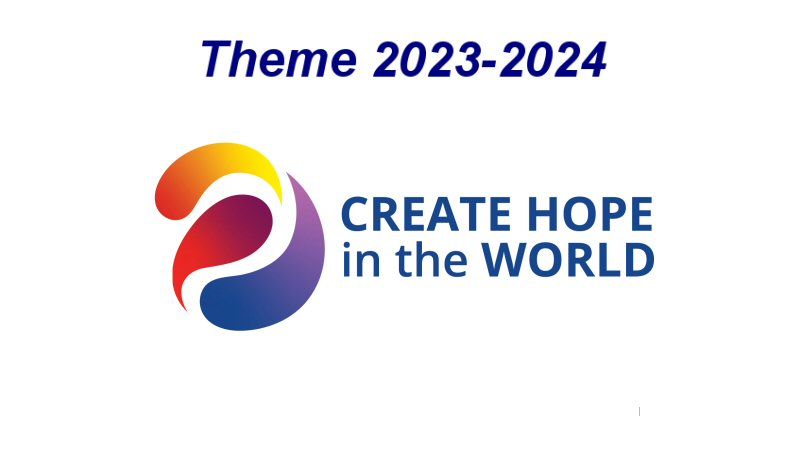 Theme 2023-2024
CREATE HOPE
in the WORLD